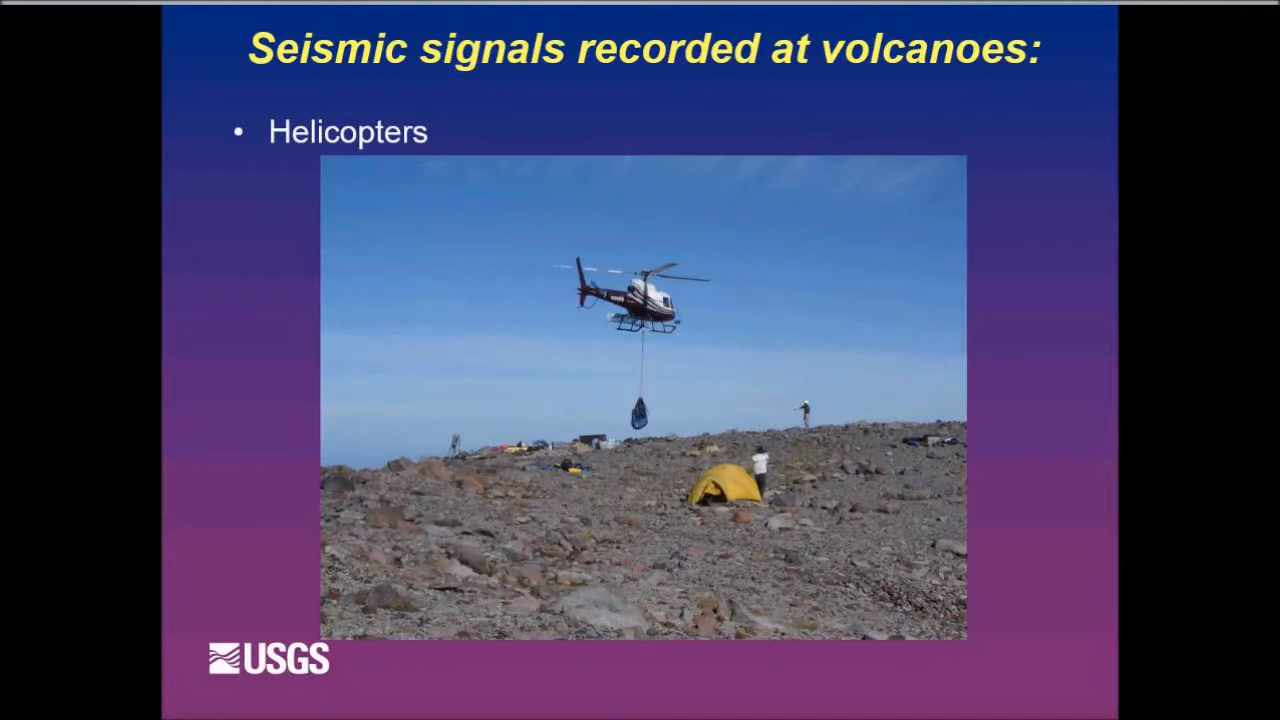 Seismic signals recorded at volcanoes:
• Helicopters
USGS